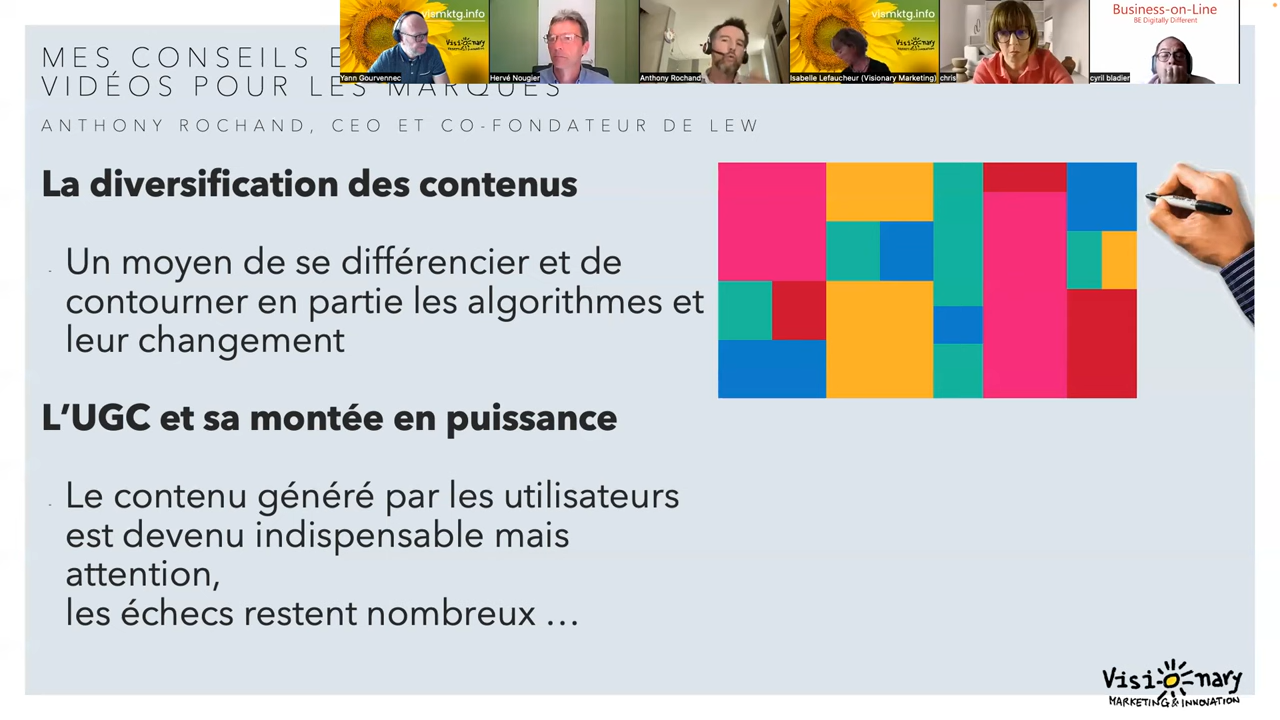 vismktg.info
Visi-o-nary
Yann Gourvennec
Hervé Nougier
Anthony Rochand
vismktg.info
Isabelle Lefaucheur (Visionary Marketing)
chris
Business-on-Line
BE Digitally Different
cyril bladier
MES CONSEILS E
VIDÉOS POUR LES MARQUES
ANTHONY ROCHAND, CEO ET CO-FONDATEUR DE LEW
La diversification des contenus
Un moyen de se différencier et de
contourner en partie les algorithmes et
leur changement
L’UGC et sa montée en puissance
Le contenu généré par les utilisateurs
est devenu indispensable mais
attention,
les échecs restent nombreux …
Visi-o-nary
MARKETING & INNOVATION